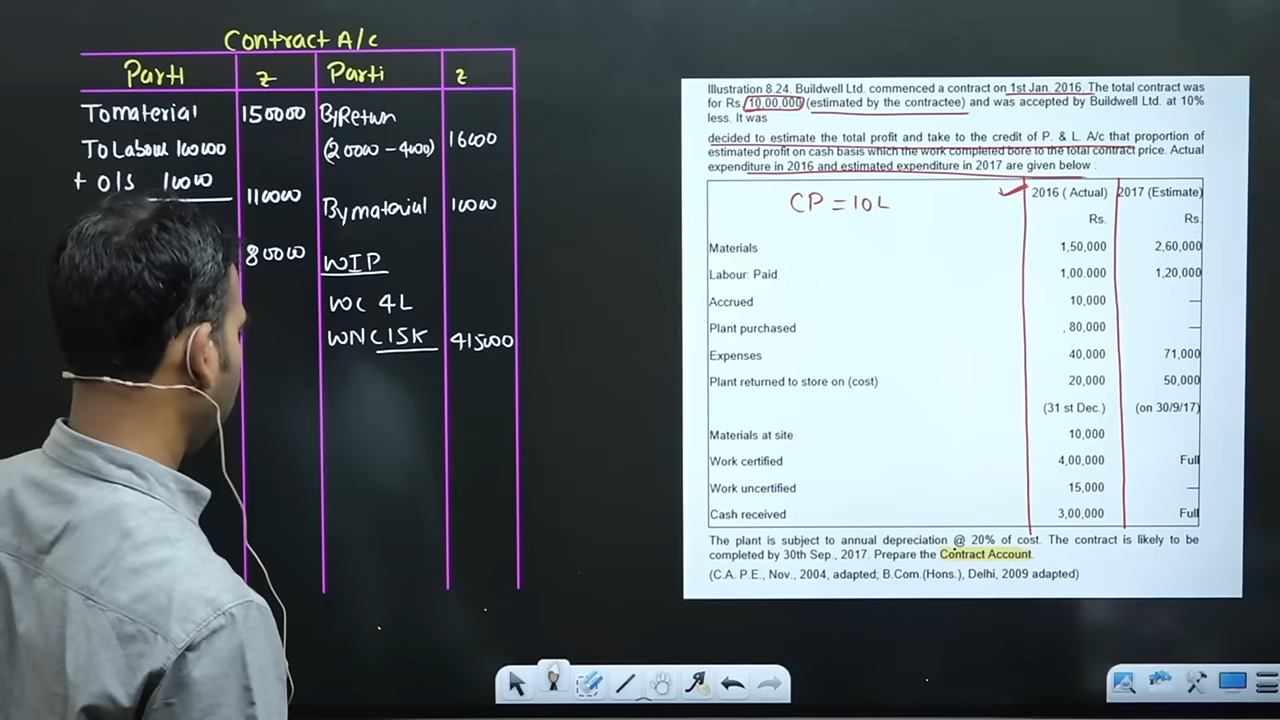 Contract A/c
Parti z Parti z
To material 150000 By Return
To Labour 100000 (20000 - 4000) 16000
+ O/S 10000
110000 By material 10000
80000 WIP
WC 4L
WNC 15K 415000
Illustration 8.24. Buildwell Ltd. commenced a contract on 1st Jan. 2016. The total contract was
for Rs. 10,00,000 (estimated by the contractee) and was accepted by Buildwell Ltd. at 10%
less. It was
decided to estimate the total profit and take to the credit of P. & L. A/c that proportion of
estimated profit on cash basis which the work completed bore to the total contract price. Actual
expenditure in 2016 and estimated expenditure in 2017 are given below :
CP = 10L 2016 ( Actual) 2017 (Estimate)
Rs. Rs.
Materials 1,50,000 2,60,000
Labour: Paid 1,00.000 1,20,000
Accrued 10,000 —
Plant purchased . 80,000 —
Expenses 40,000 71,000
Plant returned to store on (cost) 20,000 50,000
(31 st Dec.) (on 30/9/17)
Materials at site 10,000
Work certified 4,00,000 Full
Work uncertified 15,000 —
Cash received 3,00,000 Full
The plant is subject to annual depreciation @ 20% of cost. The contract is likely to be
completed by 30th Sep., 2017. Prepare the Contract Account.
(C.A. P.E., Nov., 2004, adapted; B.Com.(Hons.), Delhi, 2009 adapted)